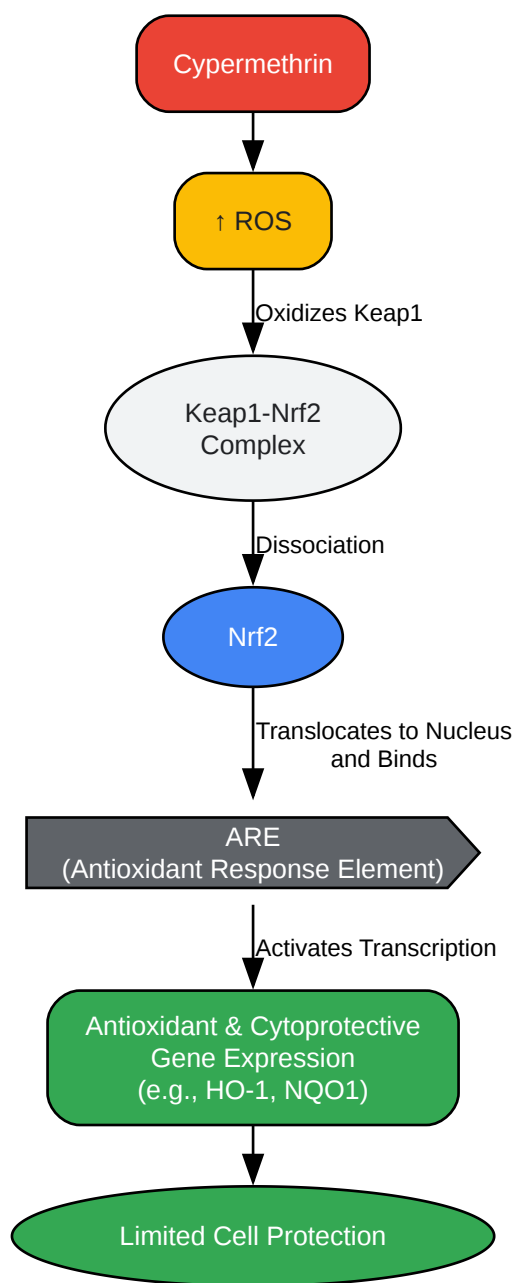 Cypermethrin
↑ ROS
Oxidizes Keap1
Keap1-Nrf2
Complex
Dissociation
Nrf2
Translocates to Nucleus
and Binds
ARE
(Antioxidant Response Element)
Activates Transcription
Antioxidant & Cytoprotective
Gene Expression
(e.g., HO-1, NQO1)
Limited Cell Protection